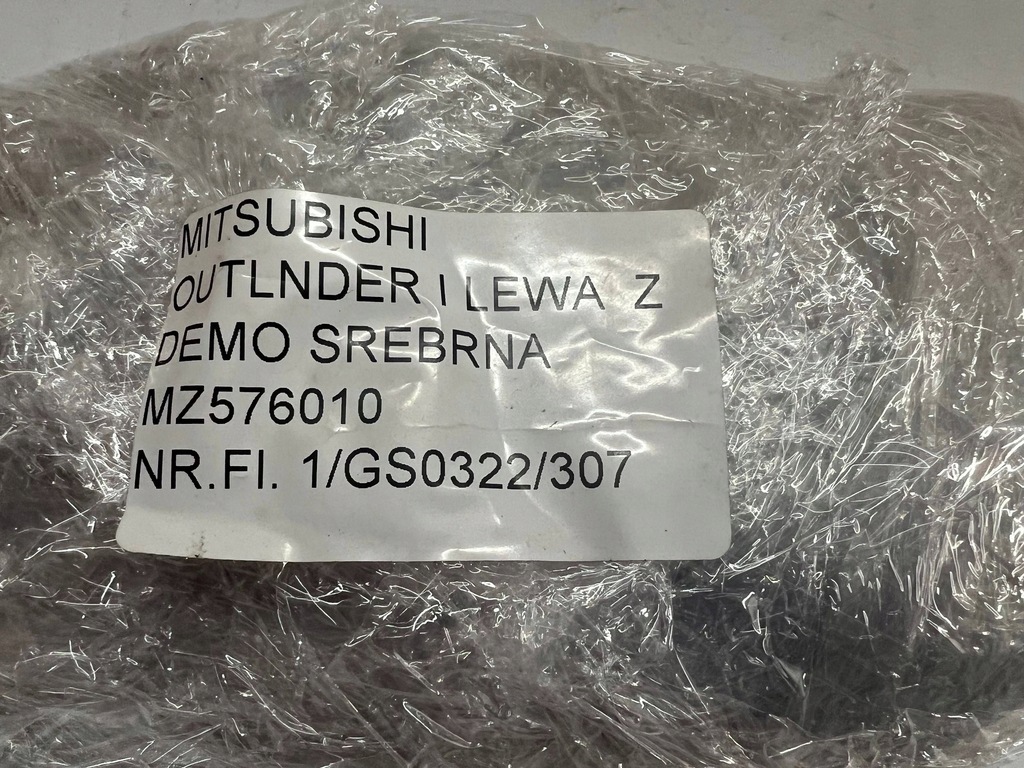 MITSUBISHI
OUTLNDER I LEWA Z
DEMO SREBRNA
MZ576010
NR.FI. 1/GS0322/307